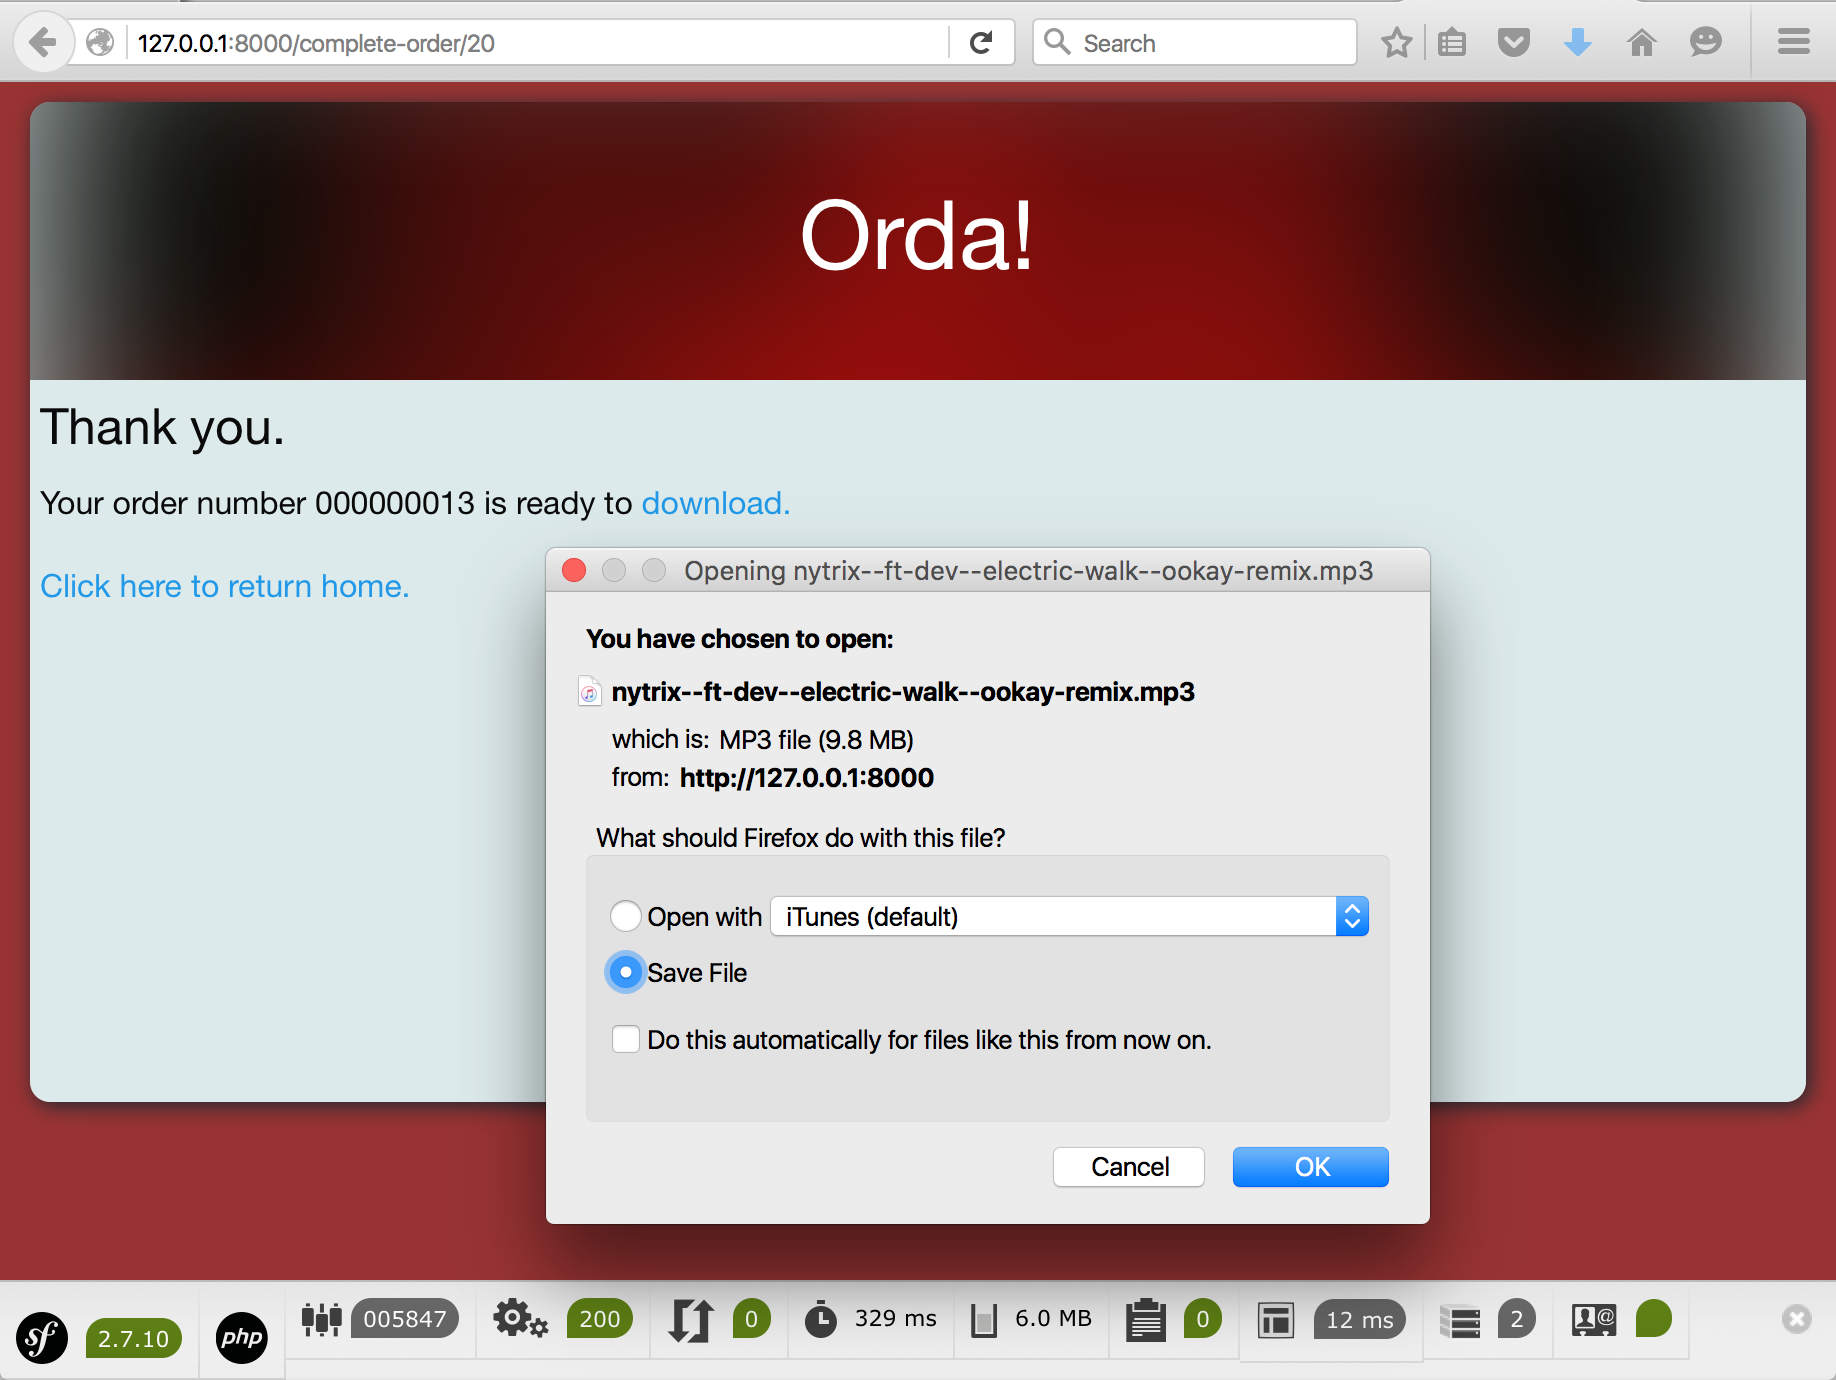 127.0.0.1:8000/complete-order/20
Search
Orda!
Thank you.
Your order number 000000013 is ready to download.
Click here to return home.
Opening nytrix--ft-dev--electric-walk--ookay-remix.mp3
You have chosen to open:
nytrix--ft-dev--electric-walk--ookay-remix.mp3
which is: MP3 file (9.8 MB)
from: http://127.0.0.1:8000
What should Firefox do with this file?
Open with iTunes (default)
Save File
Do this automatically for files like this from now on.
Cancel OK
sf 2.7.10 php 005847 200 0 329 ms 6.0 MB 0 12 ms 2 @